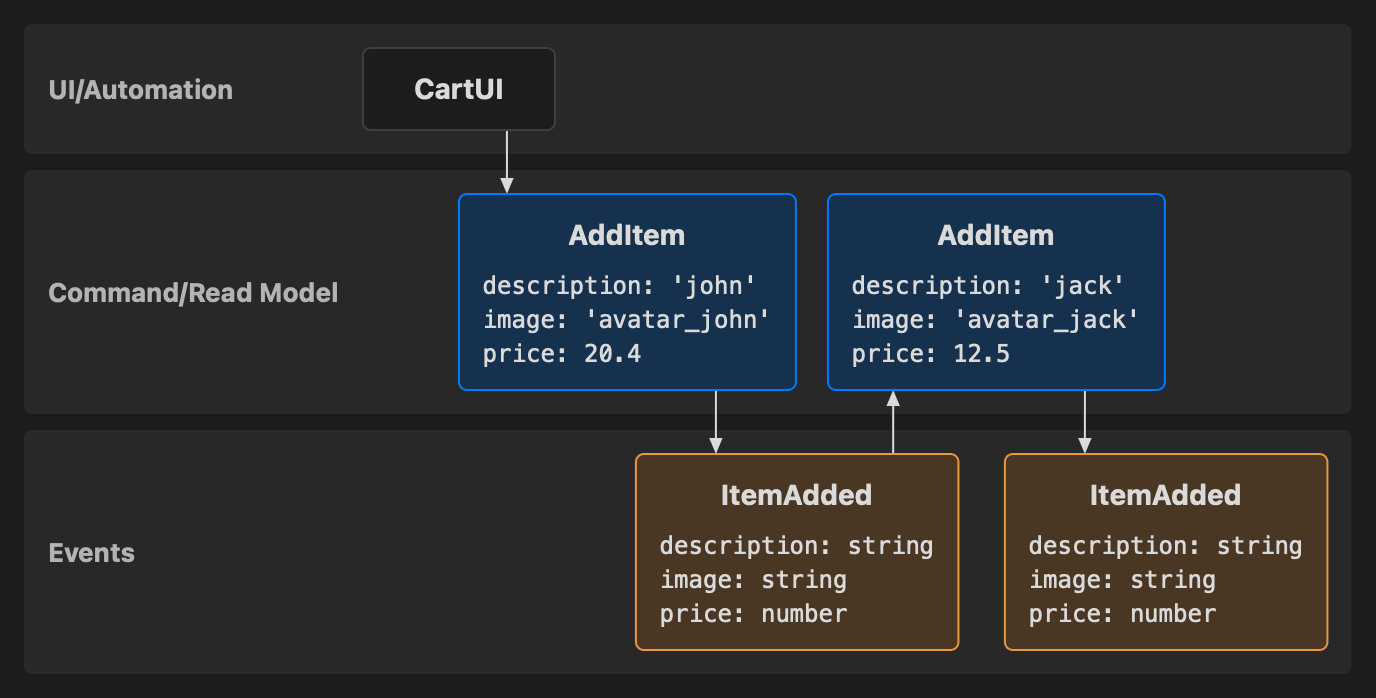 UI/Automation
CartUI
Command/Read Model
AddItem
description: 'john'
image: 'avatar_john'
price: 20.4
AddItem
description: 'jack'
image: 'avatar_jack'
price: 12.5
Events
ItemAdded
description: string
image: string
price: number
ItemAdded
description: string
image: string
price: number